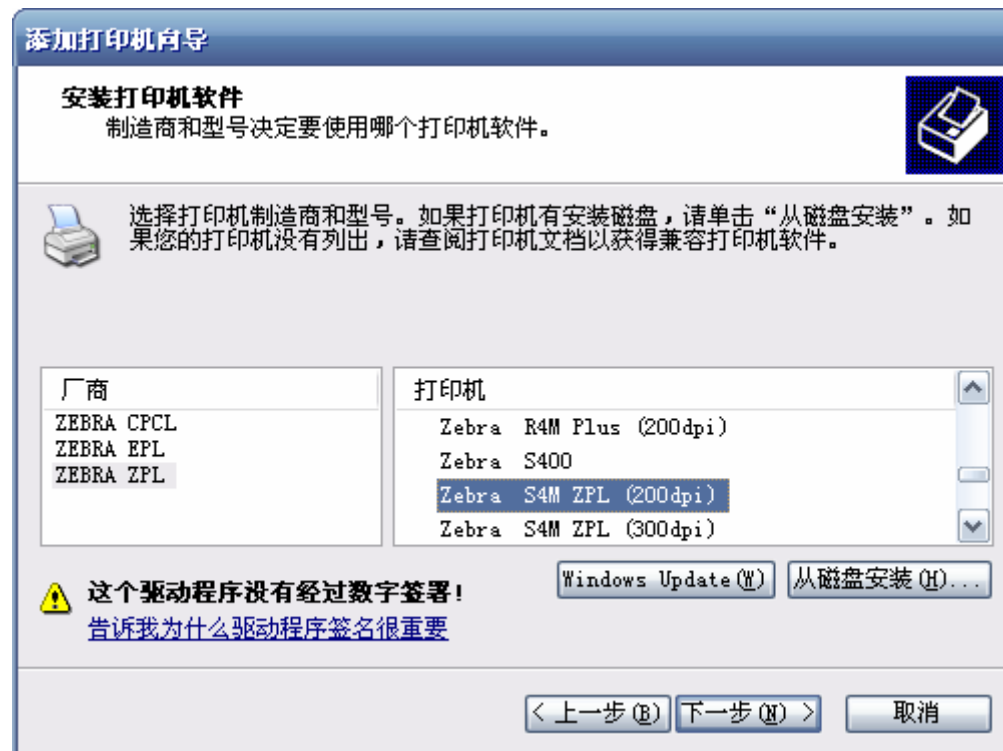 添加打印机向导
安装打印机软件
制造商和型号决定要使用哪个打印机软件。
选择打印机制造商和型号。如果打印机有安装磁盘，请单击“从磁盘安装”。如
果您的打印机没有列出，请查阅打印机文档以获得兼容打印机软件。
厂商
ZEBRA CPCL
ZEBRA EPL
ZEBRA ZPL
打印机
Zebra R4M Plus (200dpi)
Zebra S400
Zebra S4M ZPL (200dpi)
Zebra S4M ZPL (300dpi)
这个驱动程序没有经过数字签署!
告诉我为什么驱动程序签名很重要
Windows Update(W) 从磁盘安装(H)...
< 上一步(B) 下一步(N) > 取消